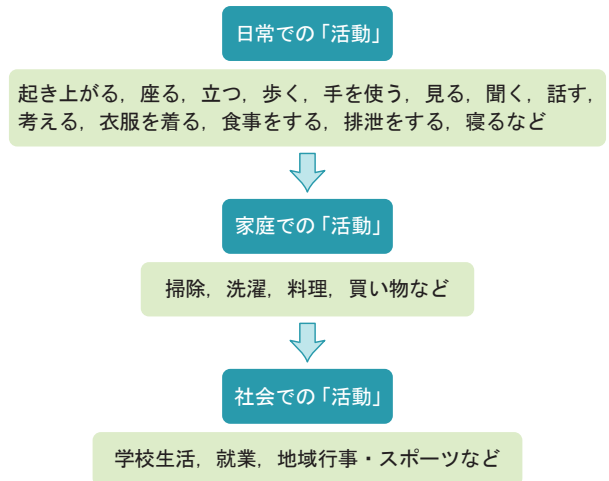 日常での「活動」
起き上がる，座る，立つ，歩く，手を使う，見る，聞く，話す，
考える，衣服を着る，食事をする，排泄をする，寝るなど
家庭での「活動」
掃除，洗濯，料理，買い物など
社会での「活動」
学校生活，就業，地域行事・スポーツなど